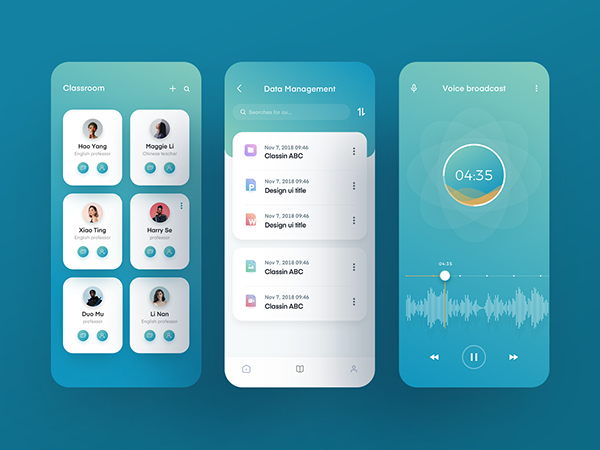 Classroom
Hao Yang
English professor
Maggie Li
Chinese teacher
Xiao Ting
English professor
Harry Se
professor
Duo Mu
professor
Li Nan
English professor
Data Management
Searches for ov...
Nov 7, 2018 09:46
Classin ABC
Nov 7, 2018 09:46
P
Design ui title
Nov 7, 2018 09:46
W
Design ui title
Nov 7, 2018 09:46
Classin ABC
Nov 7, 2018 09:46
Classin ABC
Voice broadcast
04:35
04:35